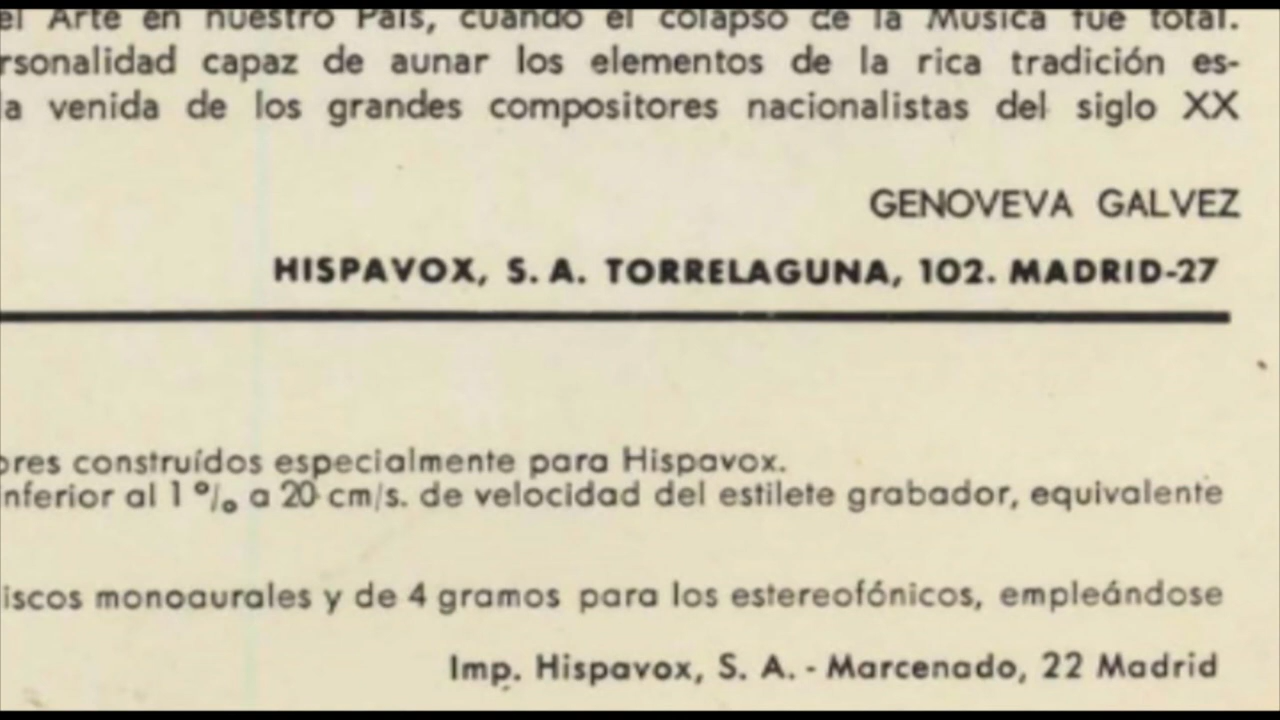 el Arte en nuestro País, cuando el colapso de la Música fue total.
rsonalidad capaz de aunar los elementos de la rica tradición es-
la venida de los grandes compositores nacionalistas del siglo XX
GENOVEVA GALVEZ
HISPAVOX, S. A. TORRELAGUNA, 102. MADRID-27
ores construídos especialmente para Hispavox.
inferior al 1 % a 20 cm/s. de velocidad del estilete grabador, equivalente
iscos monoaurales y de 4 gramos para los estereofónicos, empleándose
Imp. Hispavox, S. A. - Marcenado, 22 Madrid